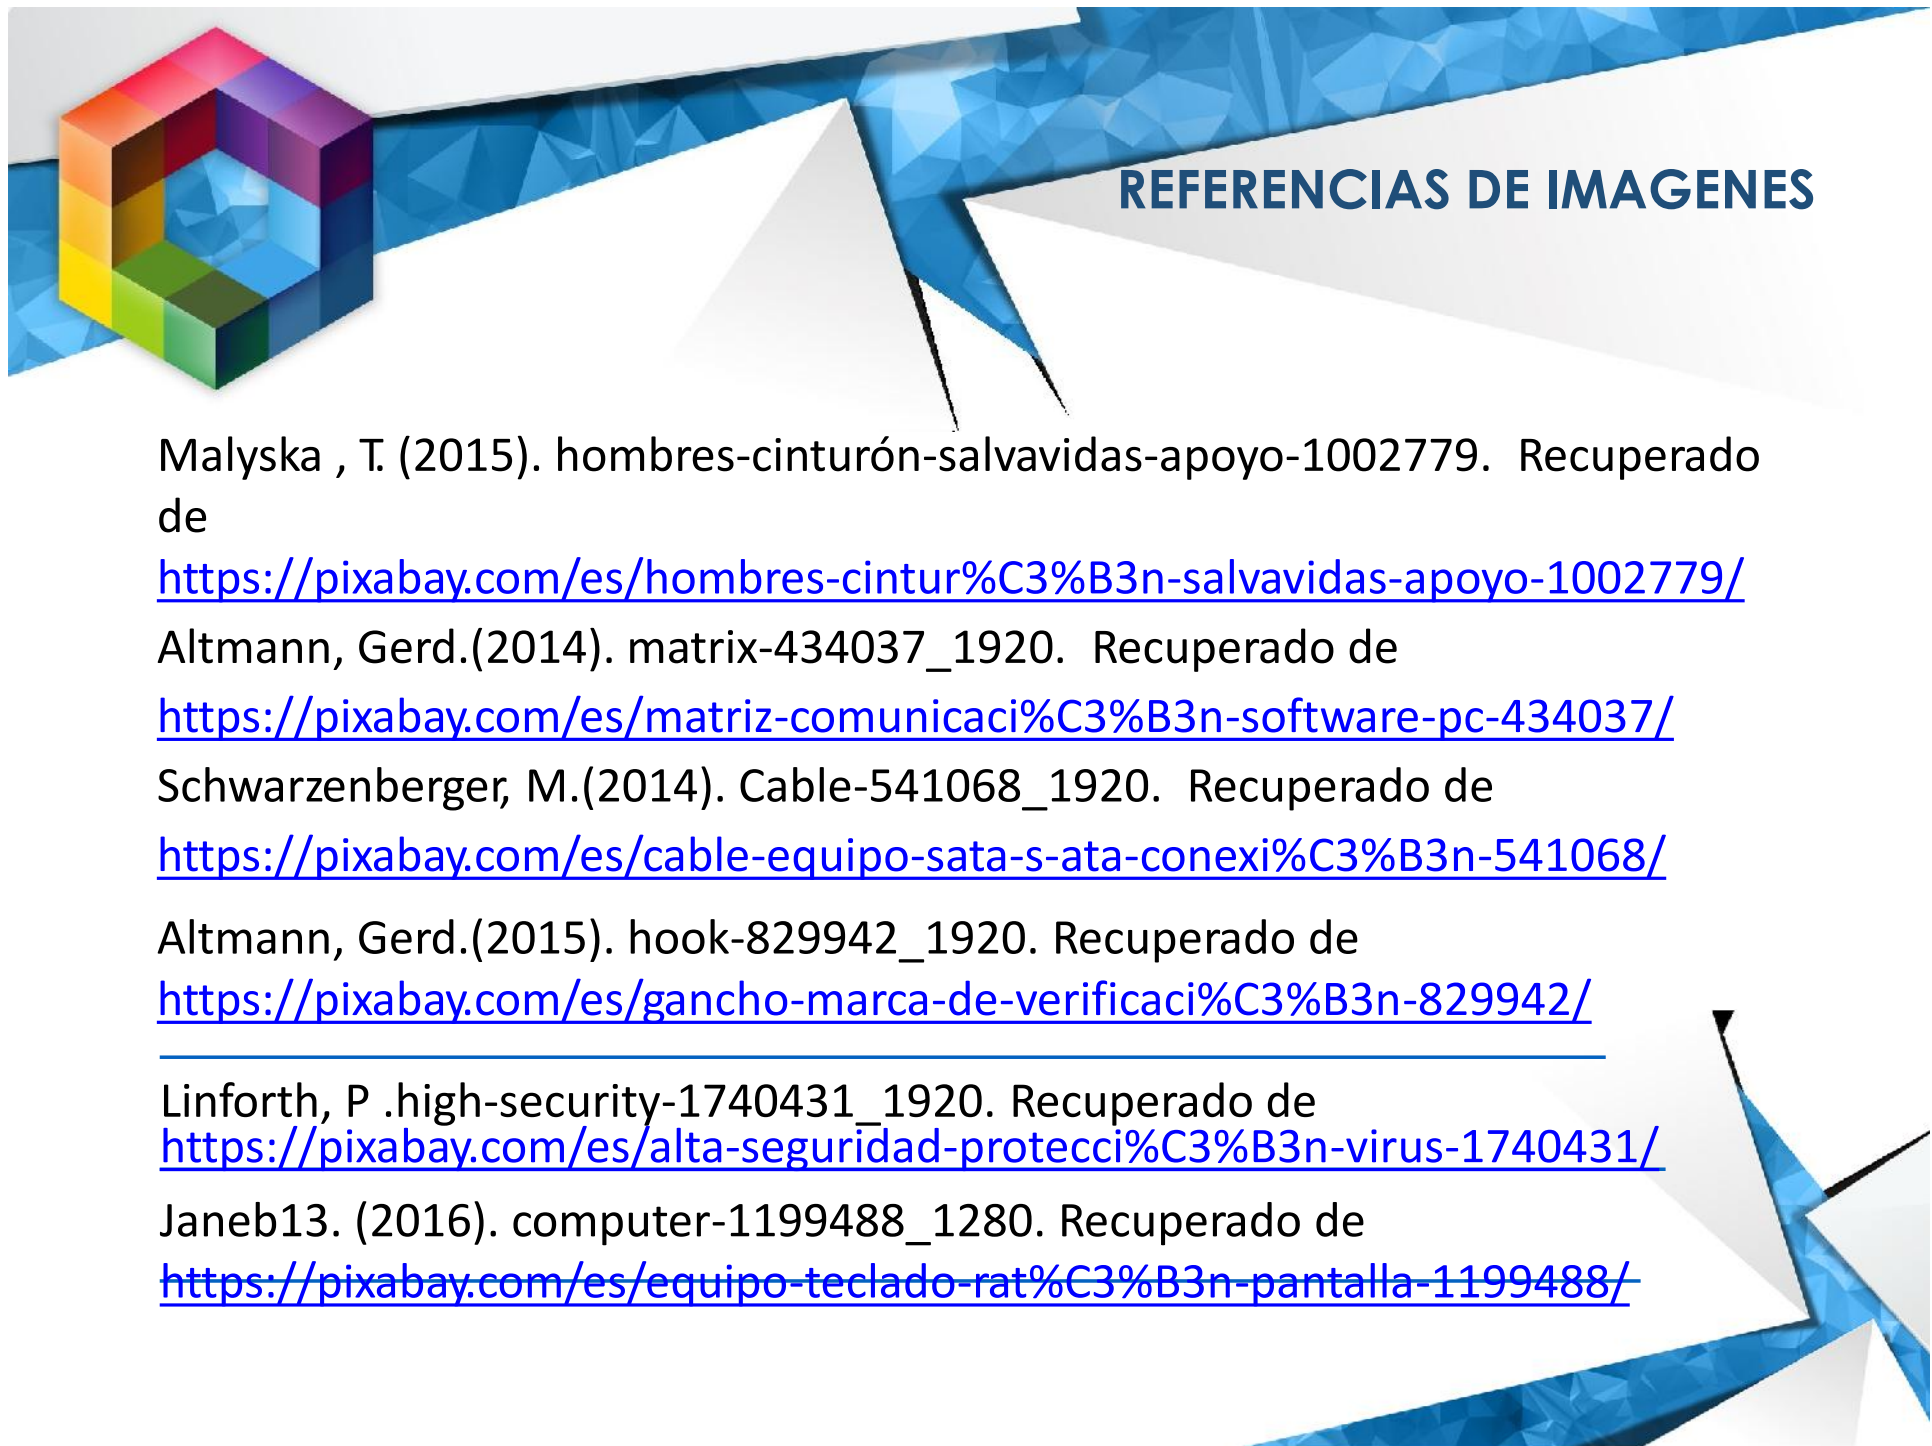 REFERENCIAS DE IMAGENES
Malyska , T. (2015). hombres-cinturón-salvavidas-apoyo-1002779.  Recuperado
de
https://pixabay.com/es/hombres-cintur%C3%B3n-salvavidas-apoyo-1002779/
Altmann, Gerd.(2014). matrix-434037_1920.  Recuperado de
https://pixabay.com/es/matriz-comunicaci%C3%B3n-software-pc-434037/
Schwarzenberger, M.(2014). Cable-541068_1920.  Recuperado de
https://pixabay.com/es/cable-equipo-sata-s-ata-conexi%C3%B3n-541068/
Altmann, Gerd.(2015). hook-829942_1920. Recuperado de
https://pixabay.com/es/gancho-marca-de-verificaci%C3%B3n-829942/
Linforth, P .high-security-1740431_1920. Recuperado de
https://pixabay.com/es/alta-seguridad-protecci%C3%B3n-virus-1740431/
Janeb13. (2016). computer-1199488_1280. Recuperado de
https://pixabay.com/es/equipo-teclado-rat%C3%B3n-pantalla-1199488/